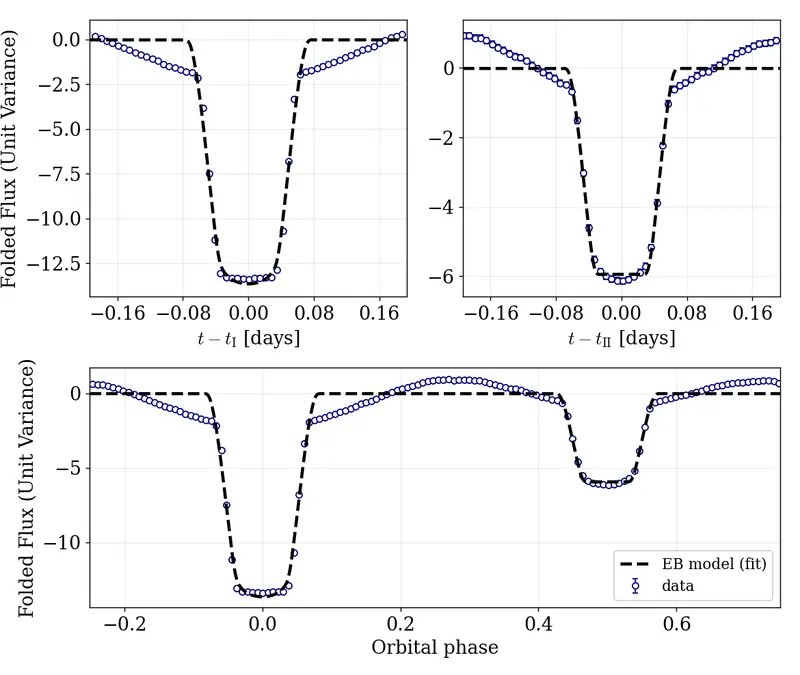 Folded Flux (Unit Variance)
0.0
−2.5
−5.0
−7.5
−10.0
−12.5
−0.16 −0.08 0.00 0.08 0.16
t − t_I [days]
0
−2
−4
−6
−0.16 −0.08 0.00 0.08 0.16
t − t_II [days]
Folded Flux (Unit Variance)
0
−5
−10
−0.2 0.0 0.2 0.4 0.6
Orbital phase
EB model (fit)
data